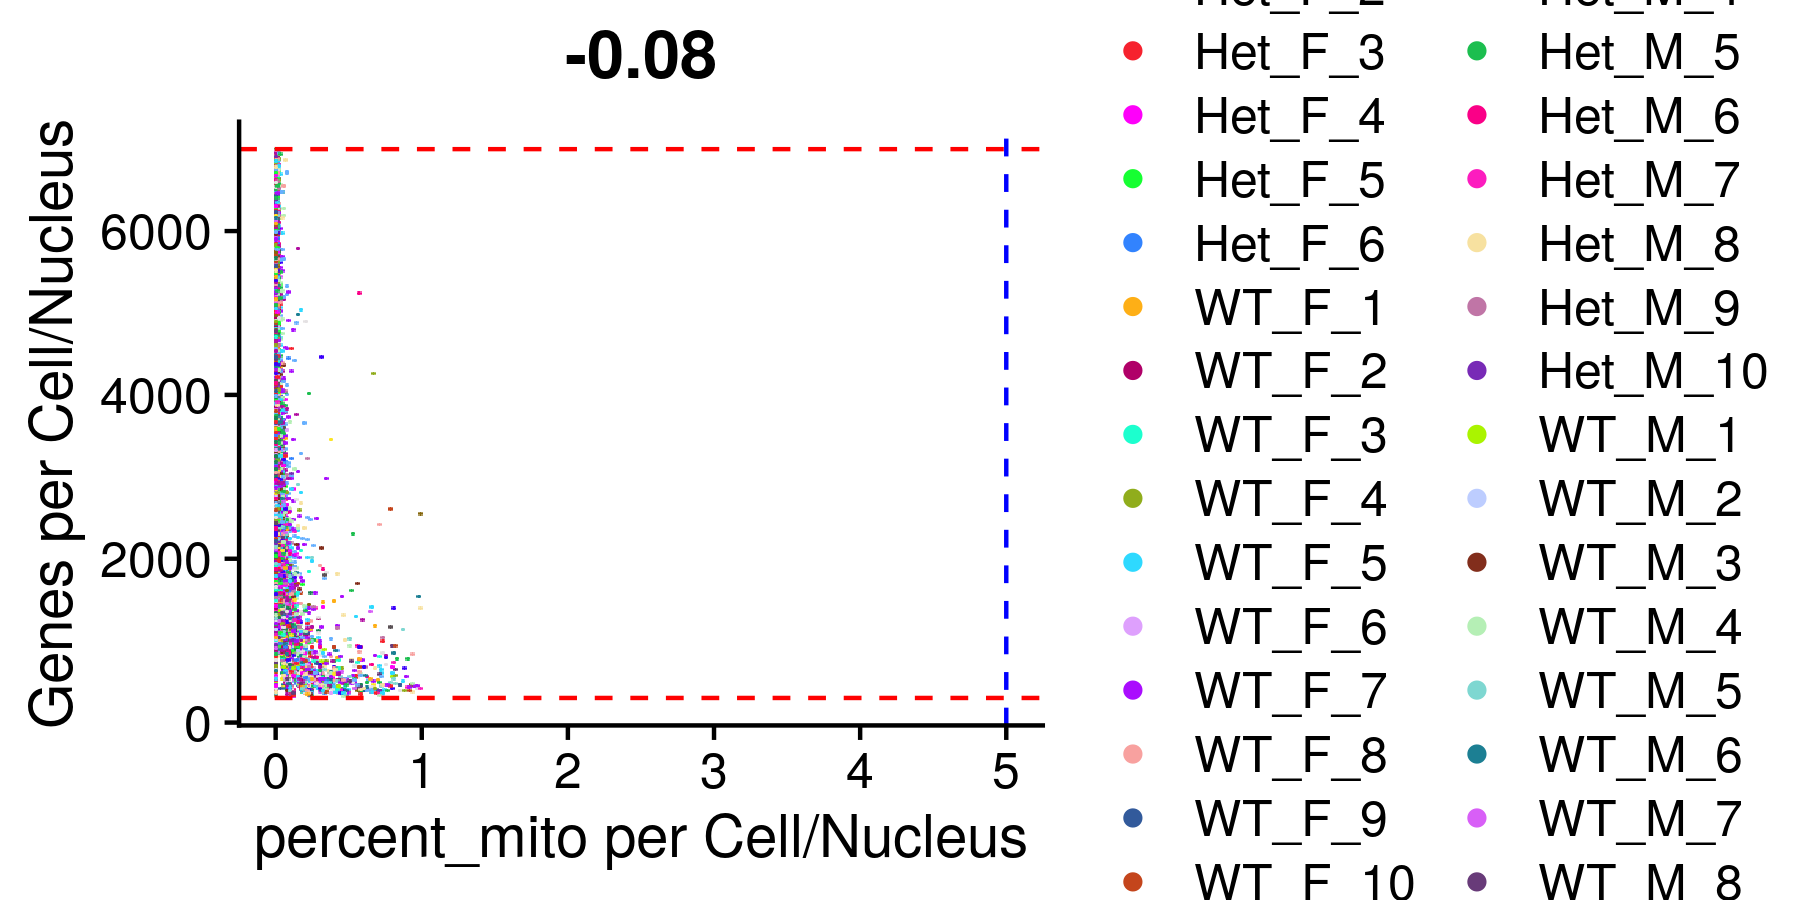 -0.08
Genes per Cell/Nucleus
6000
4000
2000
0
0 1 2 3 4 5
percent_mito per Cell/Nucleus
Het_F_2
Het_F_3
Het_F_4
Het_F_5
Het_F_6
WT_F_1
WT_F_2
WT_F_3
WT_F_4
WT_F_5
WT_F_6
WT_F_7
WT_F_8
WT_F_9
WT_F_10
Het_M_4
Het_M_5
Het_M_6
Het_M_7
Het_M_8
Het_M_9
Het_M_10
WT_M_1
WT_M_2
WT_M_3
WT_M_4
WT_M_5
WT_M_6
WT_M_7
WT_M_8